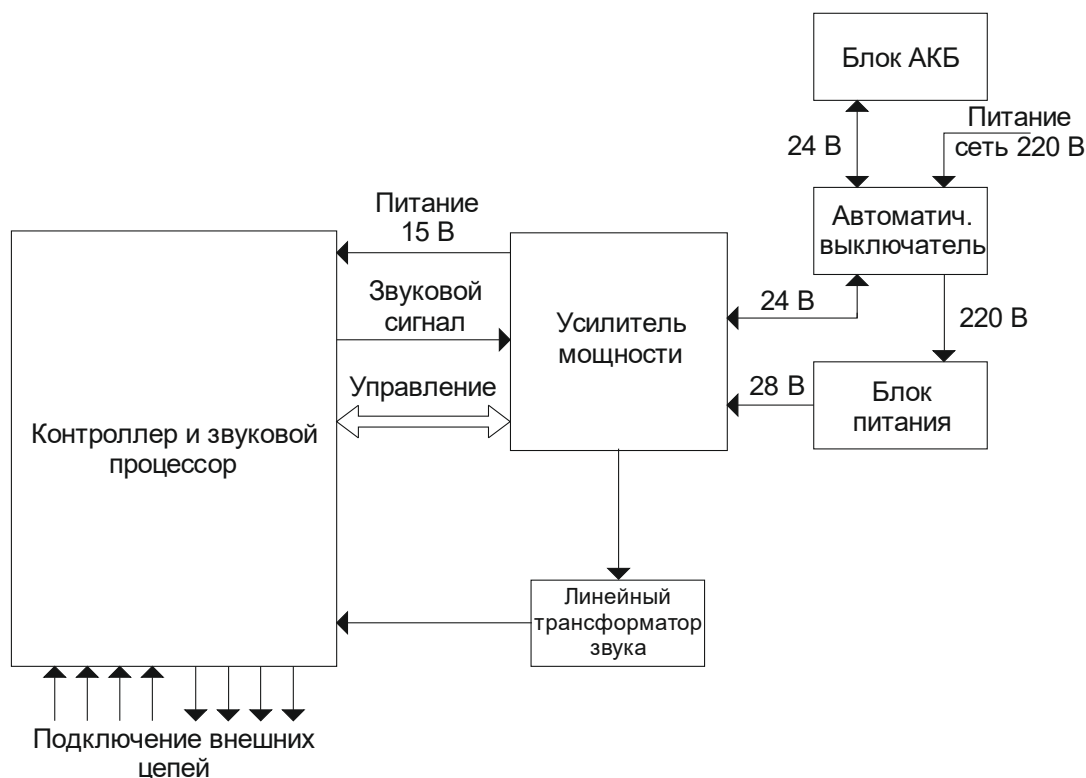 Блок АКБ
24 В
Питание
сеть 220 В
Автоматич.
выключатель
Питание
15 В
Звуковой
сигнал
Управление
Усилитель
мощности
24 В
220 В
28 В
Блок
питания
Контроллер и звуковой
процессор
Линейный
трансформатор
звука
Подключение внешних
цепей